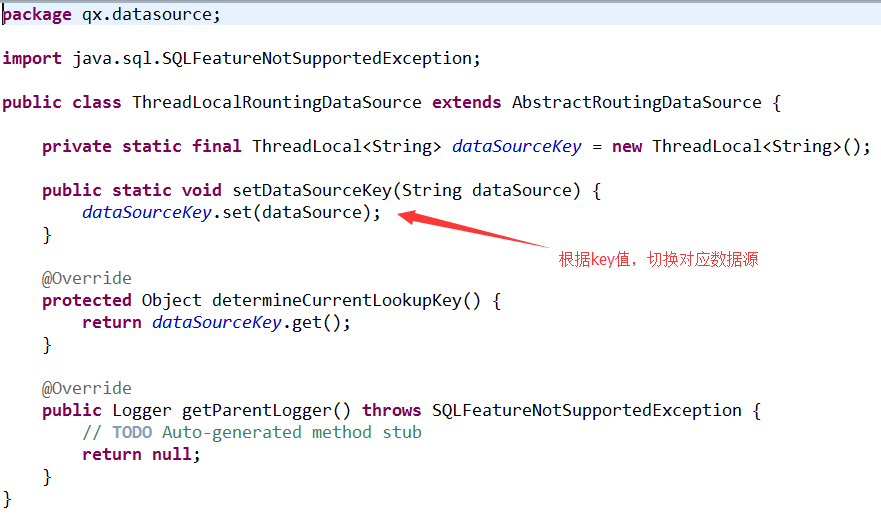 package qx.datasource;
import java.sql.SQLFeatureNotSupportedException;
public class ThreadLocalRountingDataSource extends AbstractRoutingDataSource {
private static final ThreadLocal<String> dataSourceKey = new ThreadLocal<String>();
public static void setDataSourceKey(String dataSource) {
dataSourceKey.set(dataSource);
}
根据key值，切换对应数据源
@Override
protected Object determineCurrentLookupKey() {
return dataSourceKey.get();
}
@Override
public Logger getParentLogger() throws SQLFeatureNotSupportedException {
// TODO Auto-generated method stub
return null;
}
}